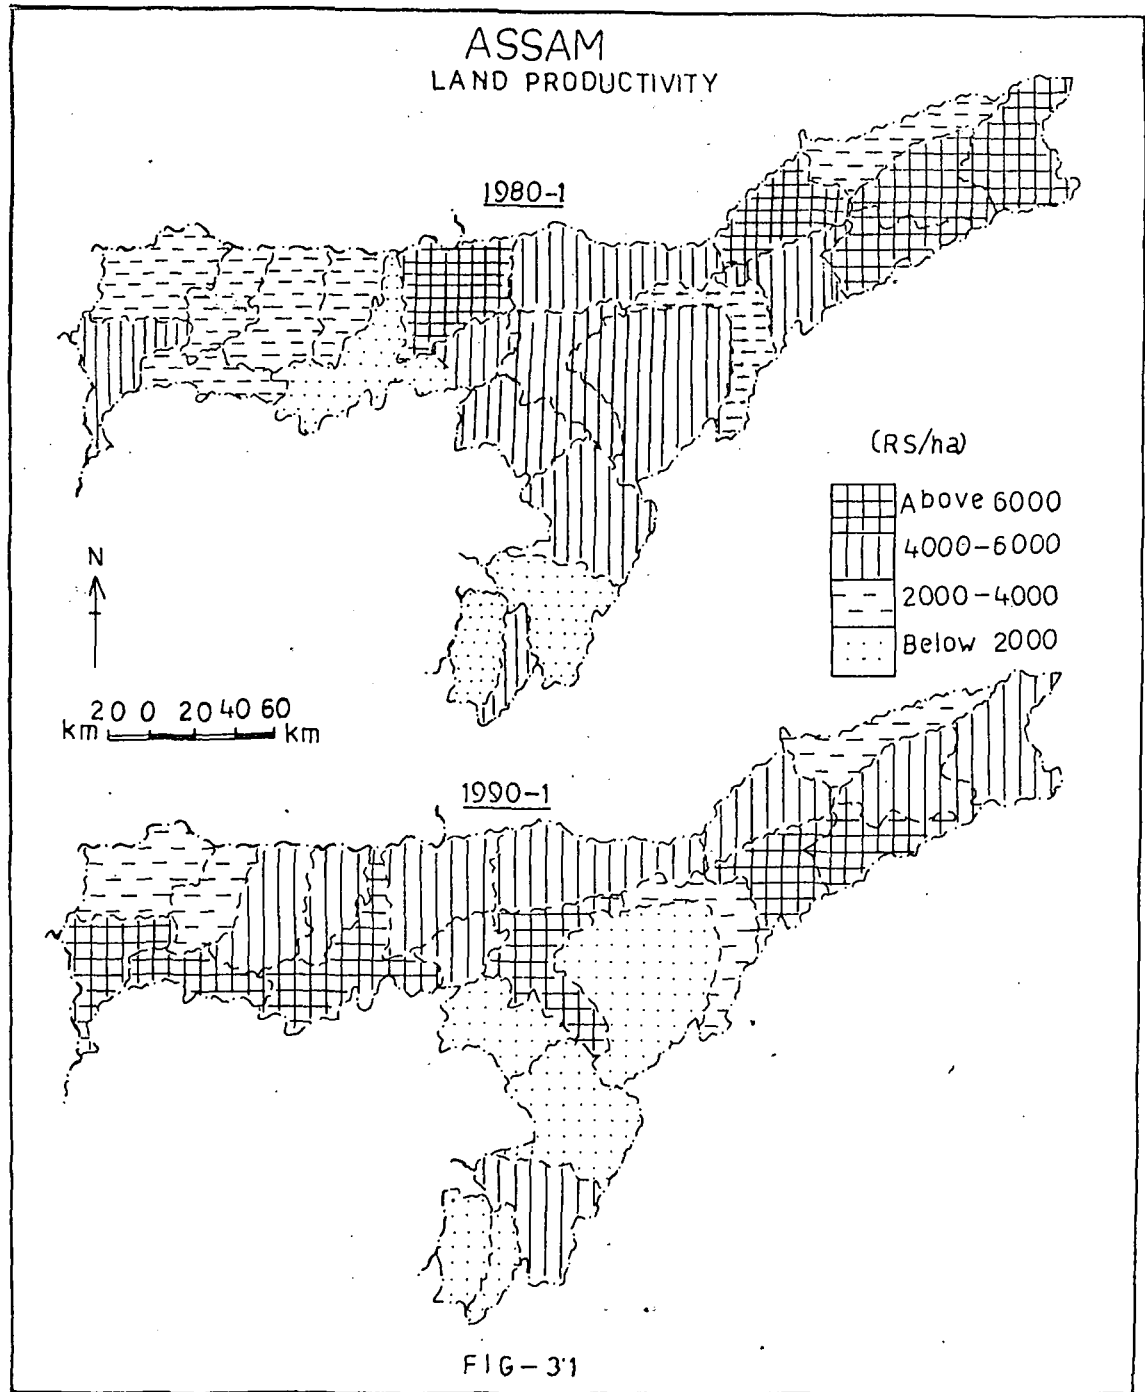 ASSAM
LAND PRODUCTIVITY
1980-1
(RS/ha)
Above 6000
4000-6000
2000-4000
Below 2000
N
20 0 20 40 60
km km
1990-1
FIG-3.1